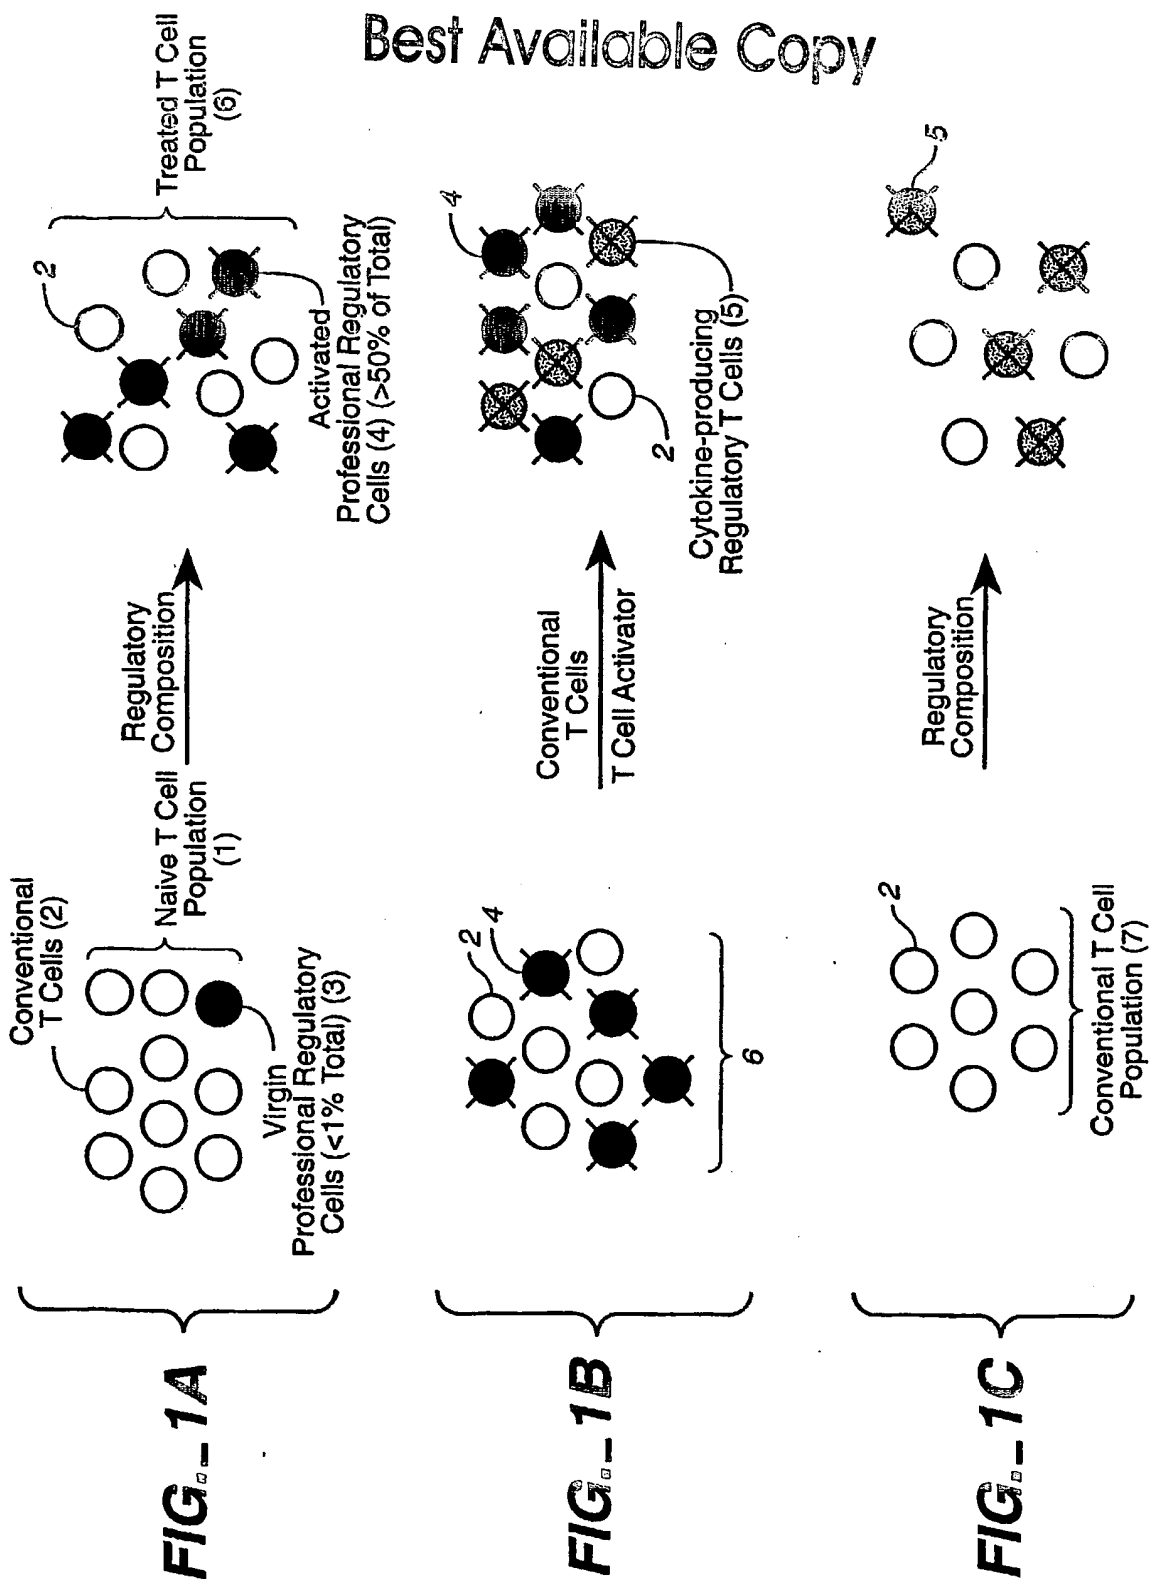 Best Available Copy
FIG._1A
Conventional
T Cells (2)
Naive T Cell
Population
(1)
Virgin
Professional Regulatory
Cells (<1% Total) (3)
Regulatory
Composition
2
Treated T Cell
Population
(6)
Activated
Professional Regulatory
Cells (4) (>50% of Total)
FIG._1B
2
4
6
Conventional
T Cells
T Cell Activator
4
2
Cytokine-producing
Regulatory T Cells (5)
FIG._1C
2
Conventional T Cell
Population (7)
Regulatory
Composition
5